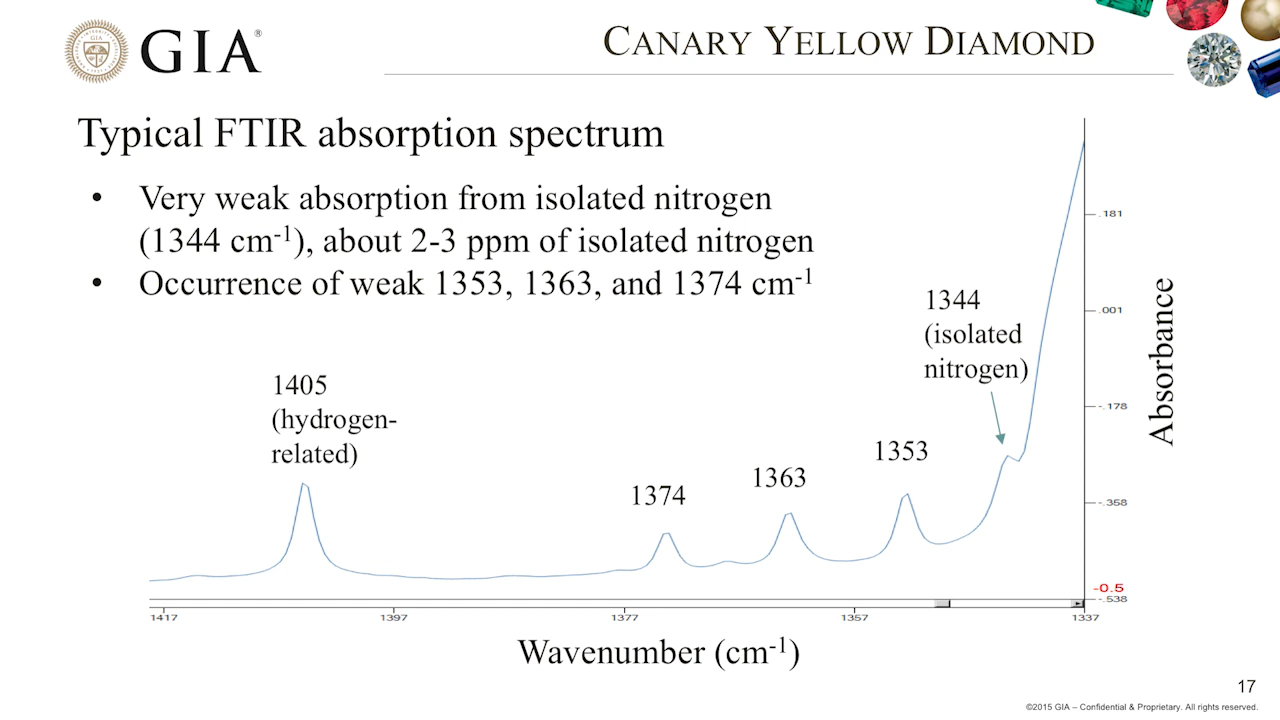 GIA®
CANARY YELLOW DIAMOND
Typical FTIR absorption spectrum
• Very weak absorption from isolated nitrogen
(1344 cm-1), about 2-3 ppm of isolated nitrogen
• Occurrence of weak 1353, 1363, and 1374 cm-1
1344
(isolated
nitrogen)
1405
(hydrogen-
related)
1374
1363
1353
.181
.001
-.178
-.358
-0.5
-.538
Absorbance
1417 1397 1377 1357 1337
Wavenumber (cm-1)
17
©2015 GIA – Confidential & Proprietary. All rights reserved.